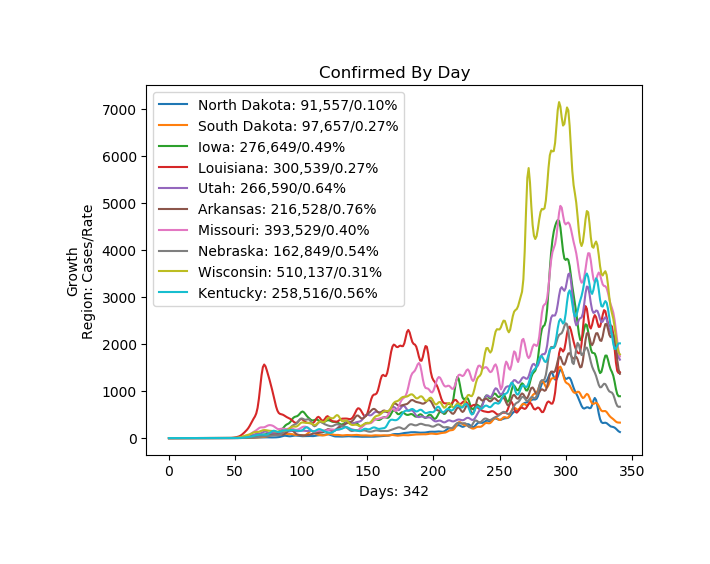 Confirmed By Day
Growth
Region: Cases/Rate
7000
6000
5000
4000
3000
2000
1000
0
North Dakota: 91,557/0.10%
South Dakota: 97,657/0.27%
Iowa: 276,649/0.49%
Louisiana: 300,539/0.27%
Utah: 266,590/0.64%
Arkansas: 216,528/0.76%
Missouri: 393,529/0.40%
Nebraska: 162,849/0.54%
Wisconsin: 510,137/0.31%
Kentucky: 258,516/0.56%
0 50 100 150 200 250 300 350
Days: 342